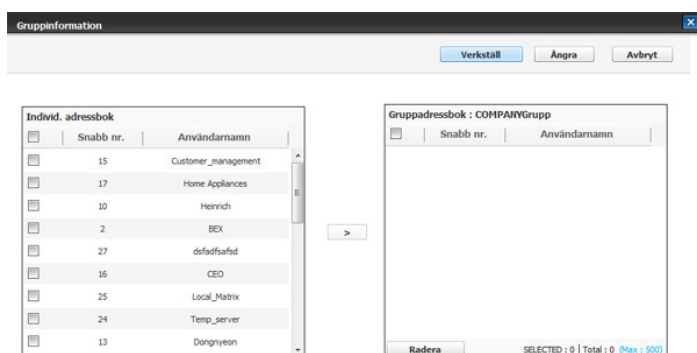 Gruppinformation
Verkställ Ångra Avbryt
Individ. adressbok
Snabb nr. Användarnamn
15 Customer_management
17 Home Appliances
10 Heinrich
2 BEX
27 dsfadfsafsd
16 CEO
25 Local_Matrix
24 Temp_server
13 Dongnyeon
>
Gruppadressbok : COMPANYGrupp
Snabb nr. Användarnamn
Radera SELECTED : 0 | Total : 0 (Max : 500)